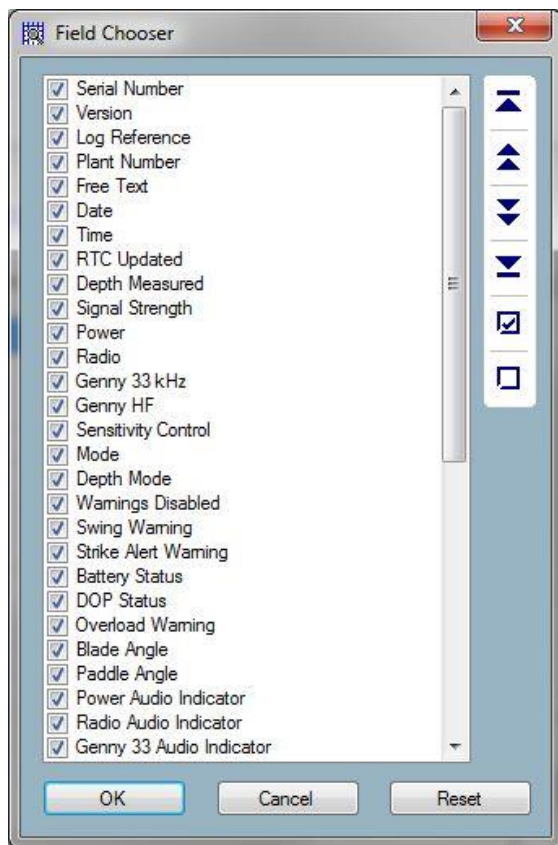 Field Chooser
Serial Number
Version
Log Reference
Plant Number
Free Text
Date
Time
RTC Updated
Depth Measured
Signal Strength
Power
Radio
Genny 33 kHz
Genny HF
Sensitivity Control
Mode
Depth Mode
Warnings Disabled
Swing Warning
Strike Alert Warning
Battery Status
DOP Status
Overload Warning
Blade Angle
Paddle Angle
Power Audio Indicator
Radio Audio Indicator
Genny 33 Audio Indicator
OK Cancel Reset